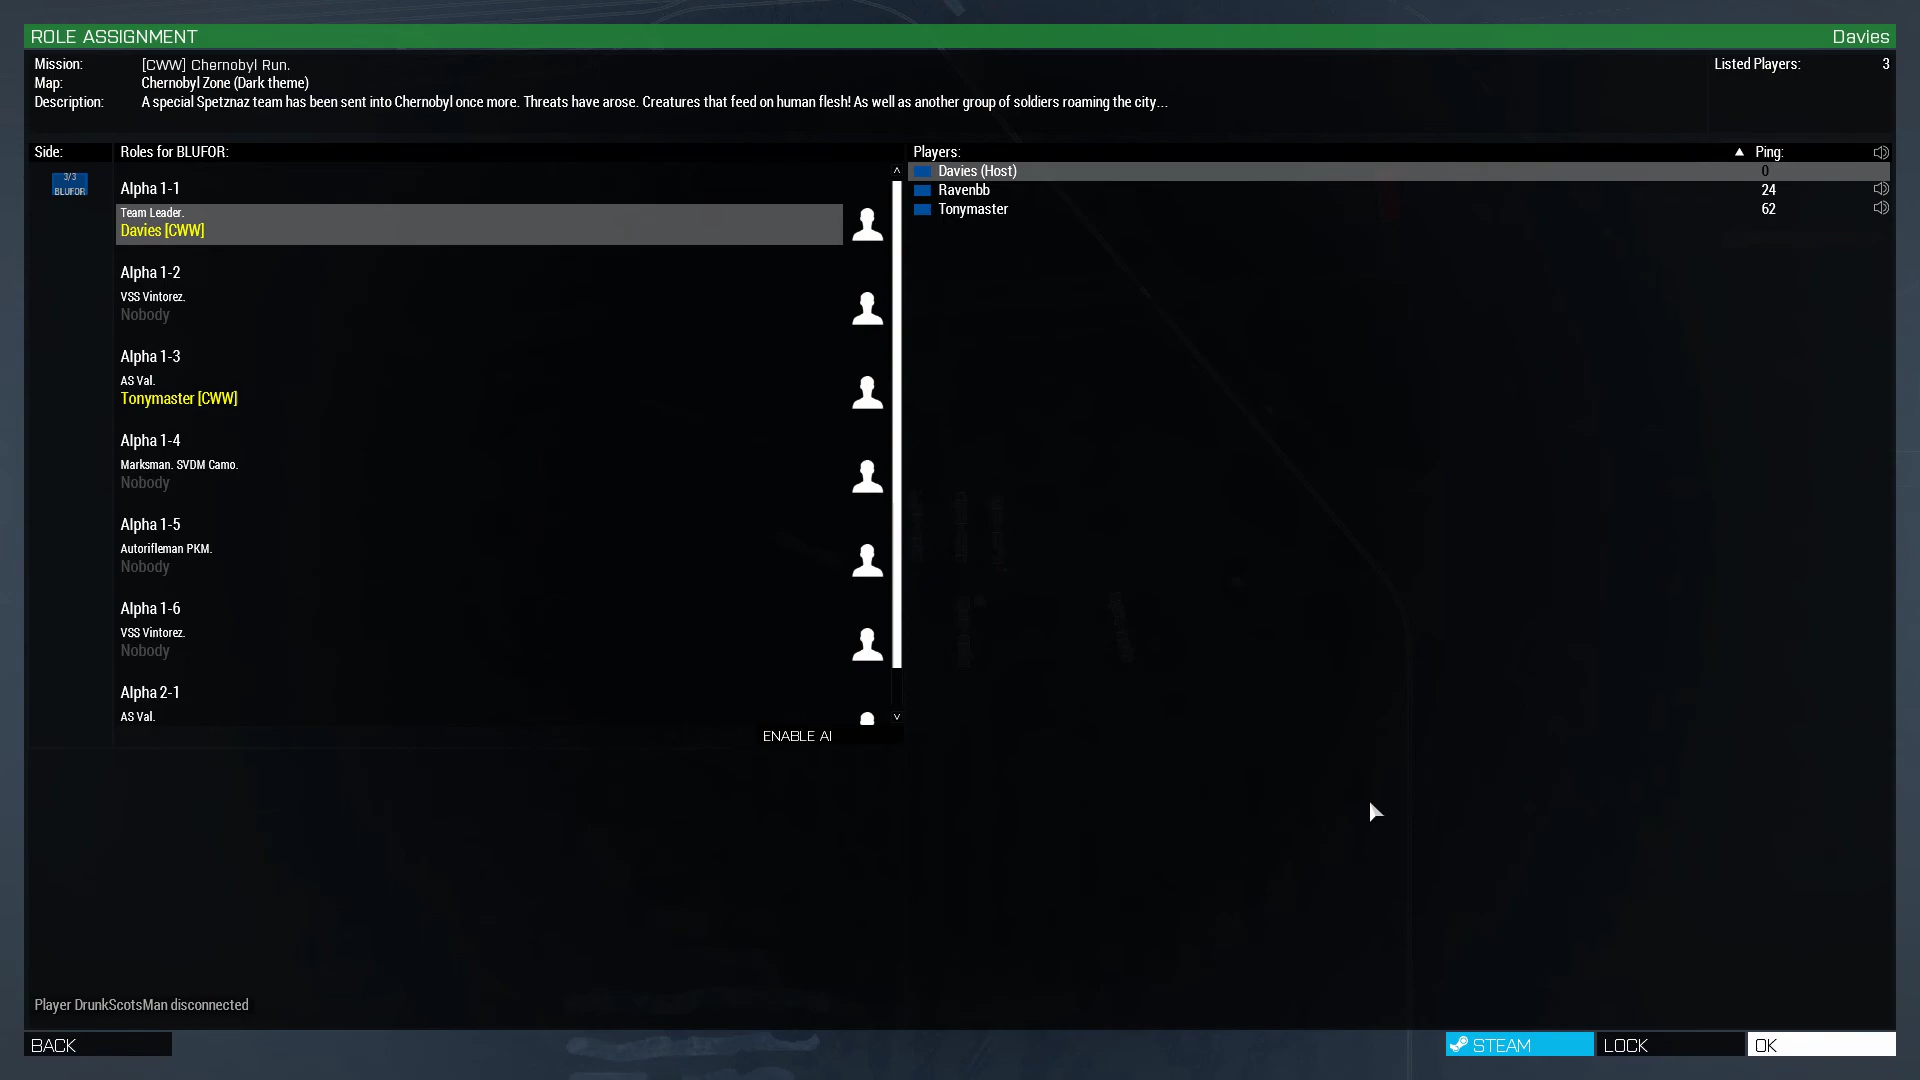 ROLE ASSIGNMENT Davies
Mission: [CWW] Chernobyl Run. Listed Players: 3
Map: Chernobyl Zone (Dark theme)
Description: A special Spetznaz team has been sent into Chernobyl once more. Threats have arose. Creatures that feed on human flesh! As well as another group of soldiers roaming the city...
Side: Roles for BLUFOR: Players: Ping:
3/3
BLUFOR
Alpha 1-1
Team Leader.
Davies [CWW]
Alpha 1-2
VSS Vintorez.
Nobody
Alpha 1-3
AS Val.
Tonymaster [CWW]
Alpha 1-4
Marksman. SVDM Camo.
Nobody
Alpha 1-5
Autorifleman PKM.
Nobody
Alpha 1-6
VSS Vintorez.
Nobody
Alpha 2-1
AS Val.
ENABLE AI
Davies (Host) 0
Ravenbb 24
Tonymaster 62
Player DrunkScotsMan disconnected
BACK STEAM LOCK OK